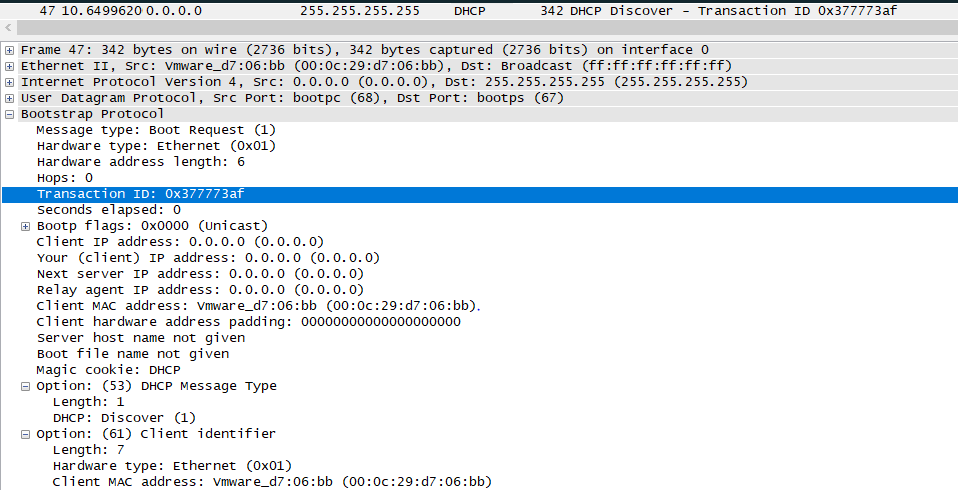 47 10.6499620 0.0.0.0 255.255.255.255 DHCP 342 DHCP Discover - Transaction ID 0x377773af
Frame 47: 342 bytes on wire (2736 bits), 342 bytes captured (2736 bits) on interface 0
Ethernet II, Src: Vmware_d7:06:bb (00:0c:29:d7:06:bb), Dst: Broadcast (ff:ff:ff:ff:ff:ff)
Internet Protocol Version 4, Src: 0.0.0.0 (0.0.0.0), Dst: 255.255.255.255 (255.255.255.255)
User Datagram Protocol, Src Port: bootpc (68), Dst Port: bootps (67)
Bootstrap Protocol
Message type: Boot Request (1)
Hardware type: Ethernet (0x01)
Hardware address length: 6
Hops: 0
Transaction ID: 0x377773af
Seconds elapsed: 0
Bootp flags: 0x0000 (Unicast)
Client IP address: 0.0.0.0 (0.0.0.0)
Your (client) IP address: 0.0.0.0 (0.0.0.0)
Next server IP address: 0.0.0.0 (0.0.0.0)
Relay agent IP address: 0.0.0.0 (0.0.0.0)
Client MAC address: Vmware_d7:06:bb (00:0c:29:d7:06:bb).
Client hardware address padding: 00000000000000000000
Server host name not given
Boot file name not given
Magic cookie: DHCP
Option: (53) DHCP Message Type
Length: 1
DHCP: Discover (1)
Option: (61) Client identifier
Length: 7
Hardware type: Ethernet (0x01)
Client MAC address: Vmware_d7:06:bb (00:0c:29:d7:06:bb)